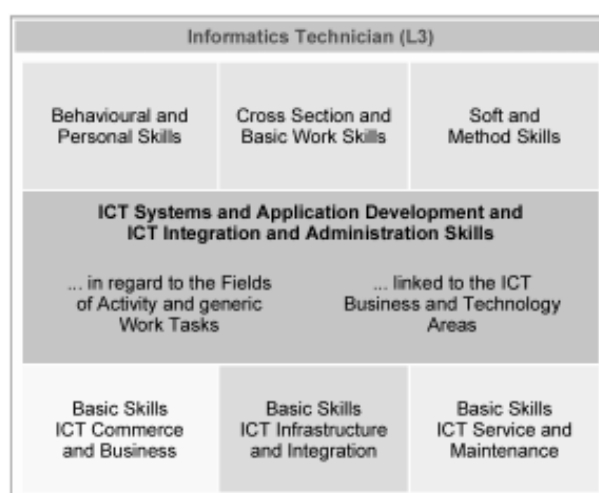 Informatics Technician (L3)
Behavioural and
Personal Skills
Cross Section and
Basic Work Skills
Soft and
Method Skills
ICT Systems and Application Development and
ICT Integration and Administration Skills
... in regard to the Fields
of Activity and generic
Work Tasks
... linked to the ICT
Business and Technology
Areas
Basic Skills
ICT Commerce
and Business
Basic Skills
ICT Infrastructure
and Integration
Basic Skills
ICT Service and
Maintenance